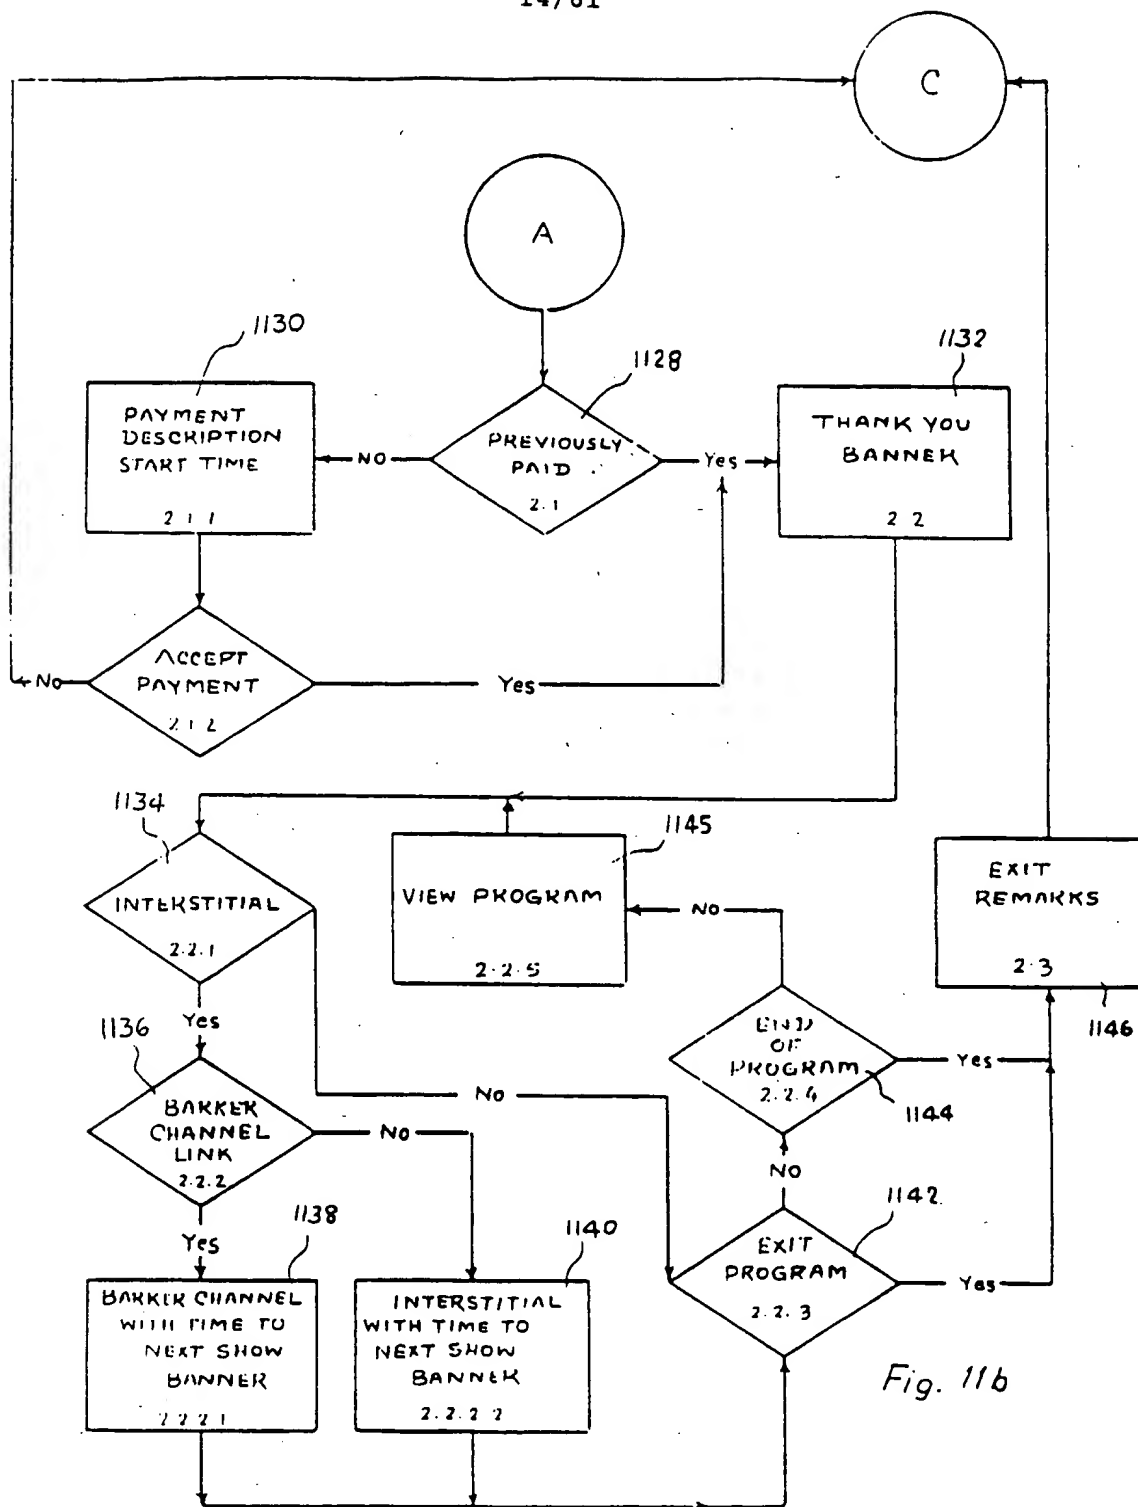 14/81
C
A
1130
1128
1132
PAYMENT
DESCRIPTION
START TIME
2 1 1
NO
PREVIOUSLY
PAID
2.1
Yes
THANK YOU
BANNER
2 2
ACCEPT
PAYMENT
2 1 2
No
Yes
1134
INTERSTITIAL
2.2.1
1145
VIEW PROGRAM
2.2.5
NO
EXIT
REMARKS
2.3
1146
Yes
1136
BARKER
CHANNEL
LINK
2.2.2
No
No
END
OF
PROGRAM
2.2.4
1144
Yes
NO
Yes
1138
BARKER CHANNEL
WITH TIME TO
NEXT SHOW
BANNER
2 2 2 1
1140
INTERSTITIAL
WITH TIME TO
NEXT SHOW
BANNER
2.2.2 2
1142
EXIT
PROGRAM
2.2.3
Yes
Fig. 11b